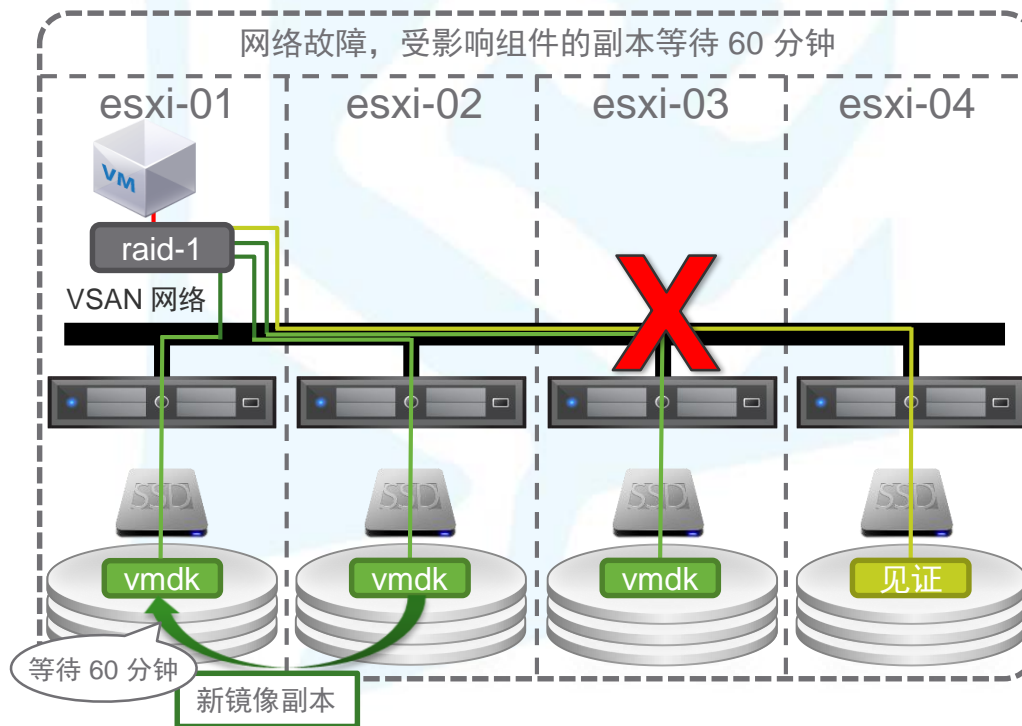 网络故障，受影响组件的副本等待 60 分钟
esxi-01
esxi-02
esxi-03
esxi-04
VM
raid-1
VSAN 网络
X
SSD
SSD
SSD
SSD
vmdk
vmdk
vmdk
见证
等待 60 分钟
新镜像副本